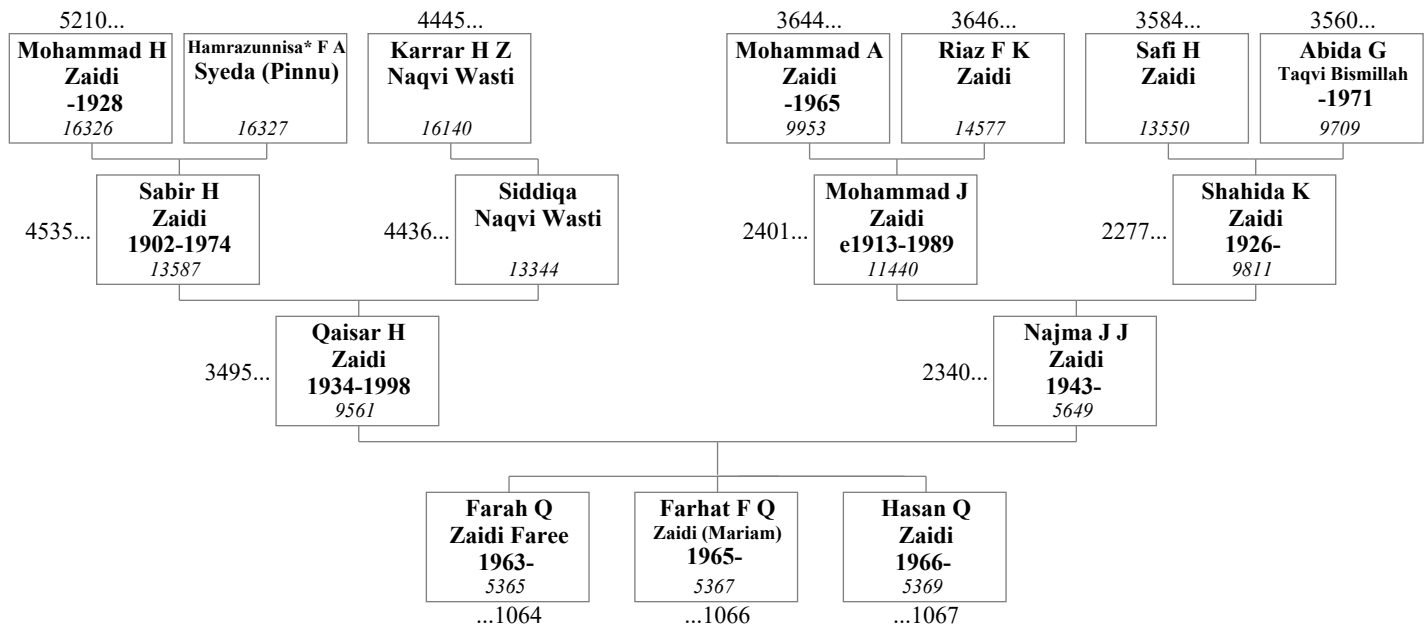 5210...
4445...
3644...
3646...
3584...
3560...
Mohammad H
Zaidi
-1928
16326
Hamrazunnisa* F A
Syeda (Pinnu)
16327
Karrar H Z
Naqvi Wasti
16140
Mohammad A
Zaidi
-1965
9953
Riaz F K
Zaidi
14577
Safi H
Zaidi
13550
Abida G
Taqvi Bismillah
-1971
9709
4535...
Sabir H
Zaidi
1902-1974
13587
4436...
Siddiqa
Naqvi Wasti
13344
2401...
Mohammad J
Zaidi
e1913-1989
11440
2277...
Shahida K
Zaidi
1926-
9811
3495...
Qaisar H
Zaidi
1934-1998
9561
2340...
Najma J J
Zaidi
1943-
5649
Farah Q
Zaidi Faree
1963-
5365
...1064
Farhat F Q
Zaidi (Mariam)
1965-
5367
...1066
Hasan Q
Zaidi
1966-
5369
...1067